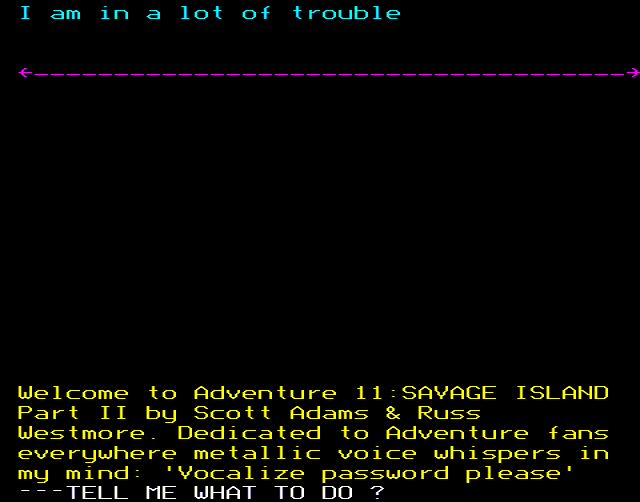 I am in a lot of trouble
←-------------------------------------→
Welcome to Adventure 11:SAVAGE ISLAND
Part II by Scott Adams & Russ
Westmore. Dedicated to Adventure fans
everywhere metallic voice whispers in
my mind: 'Vocalize password please'
---TELL ME WHAT TO DO ?